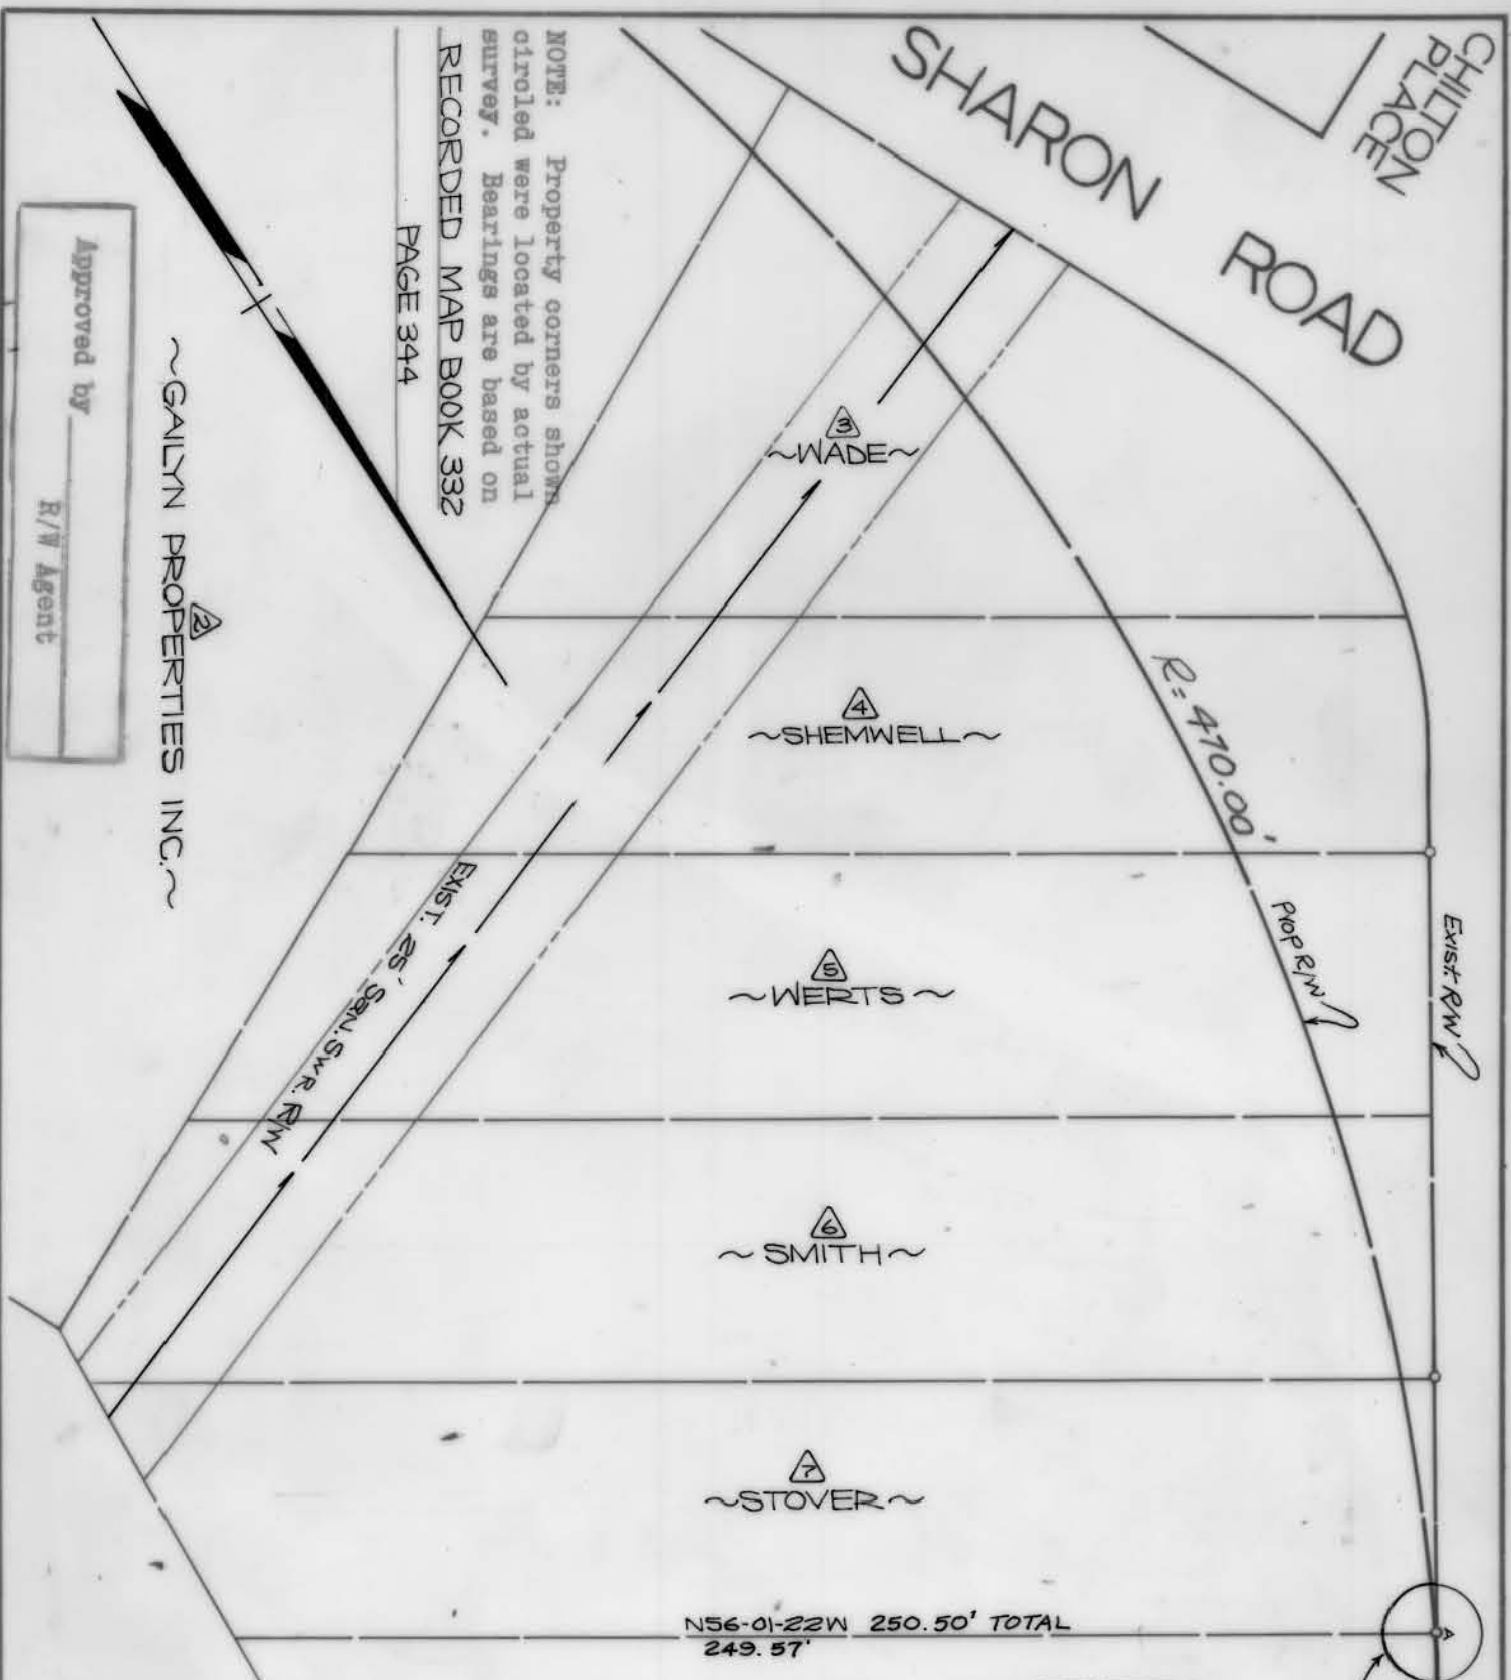 CHILTON
PLACE
SHARON ROAD
NOTE: Property corners shown
circled were located by actual
survey. Bearings are based on
RECORDED MAP BOOK 332
PAGE 344
Approved by
R/W Agent
2
~GAILYN PROPERTIES INC.~
3
~WADE~
4
~SHEMWELL~
R=470.00'
5
~WERTS~
PROP R/W
EXIST. R/W
EXIST. 25' SAN. SWR. R/W
6
~SMITH~
7
~STOVER~
N56-01-22W 250.50' TOTAL
249.57'
A